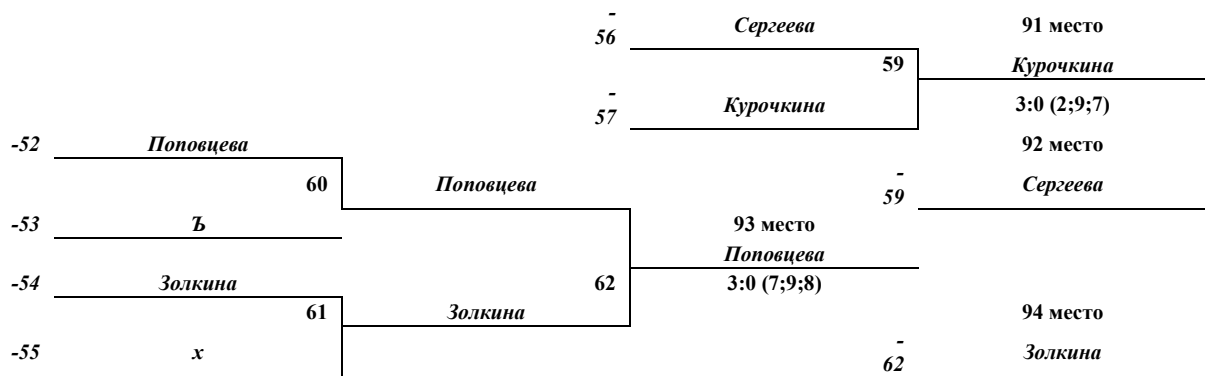 -
56 Сергеева 91 место
59 Курочкина
-
57 Курочкина 3:0 (2;9;7)
-52 Поповцева 92 место
60 Поповцева
-
59 Сергеева
-53 Ъ 93 место
Поповцева
-54 Золкина 62 3:0 (7;9;8)
61 Золкина 94 место
-55 х
-
62 Золкина